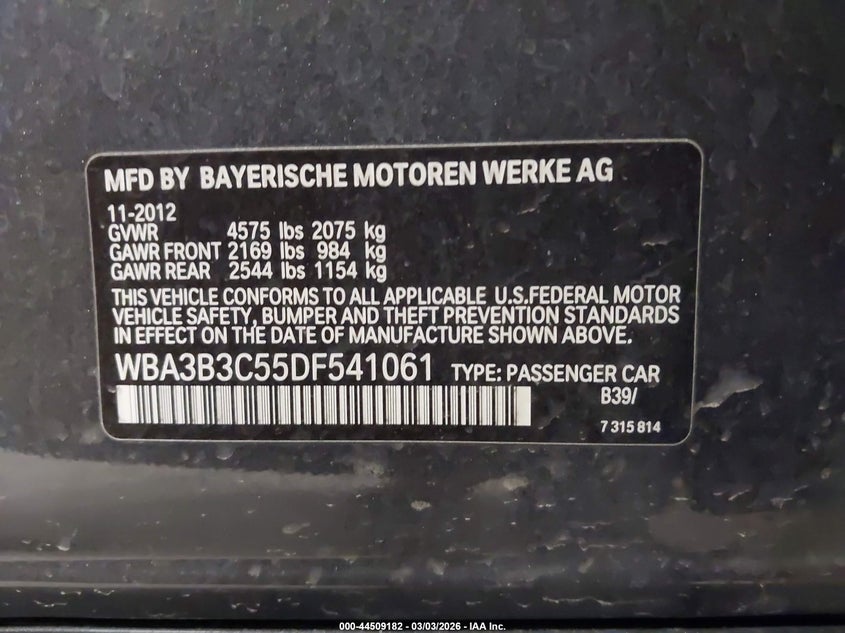 MFD BY BAYERISCHE MOTOREN WERKE AG
11-2012
GVWR 4575 lbs 2075 kg
GAWR FRONT 2169 lbs 984 kg
GAWR REAR 2544 lbs 1154 kg
THIS VEHICLE CONFORMS TO ALL APPLICABLE U.S.FEDERAL MOTOR
VEHICLE SAFETY, BUMPER AND THEFT PREVENTION STANDARDS
IN EFFECT ON THE DATE OF MANUFACTURE SHOWN ABOVE.
WBA3B3C55DF541061 TYPE: PASSENGER CAR
B39/
7 315 814
000-44509182 - 03/03/2026 - IAA Inc.